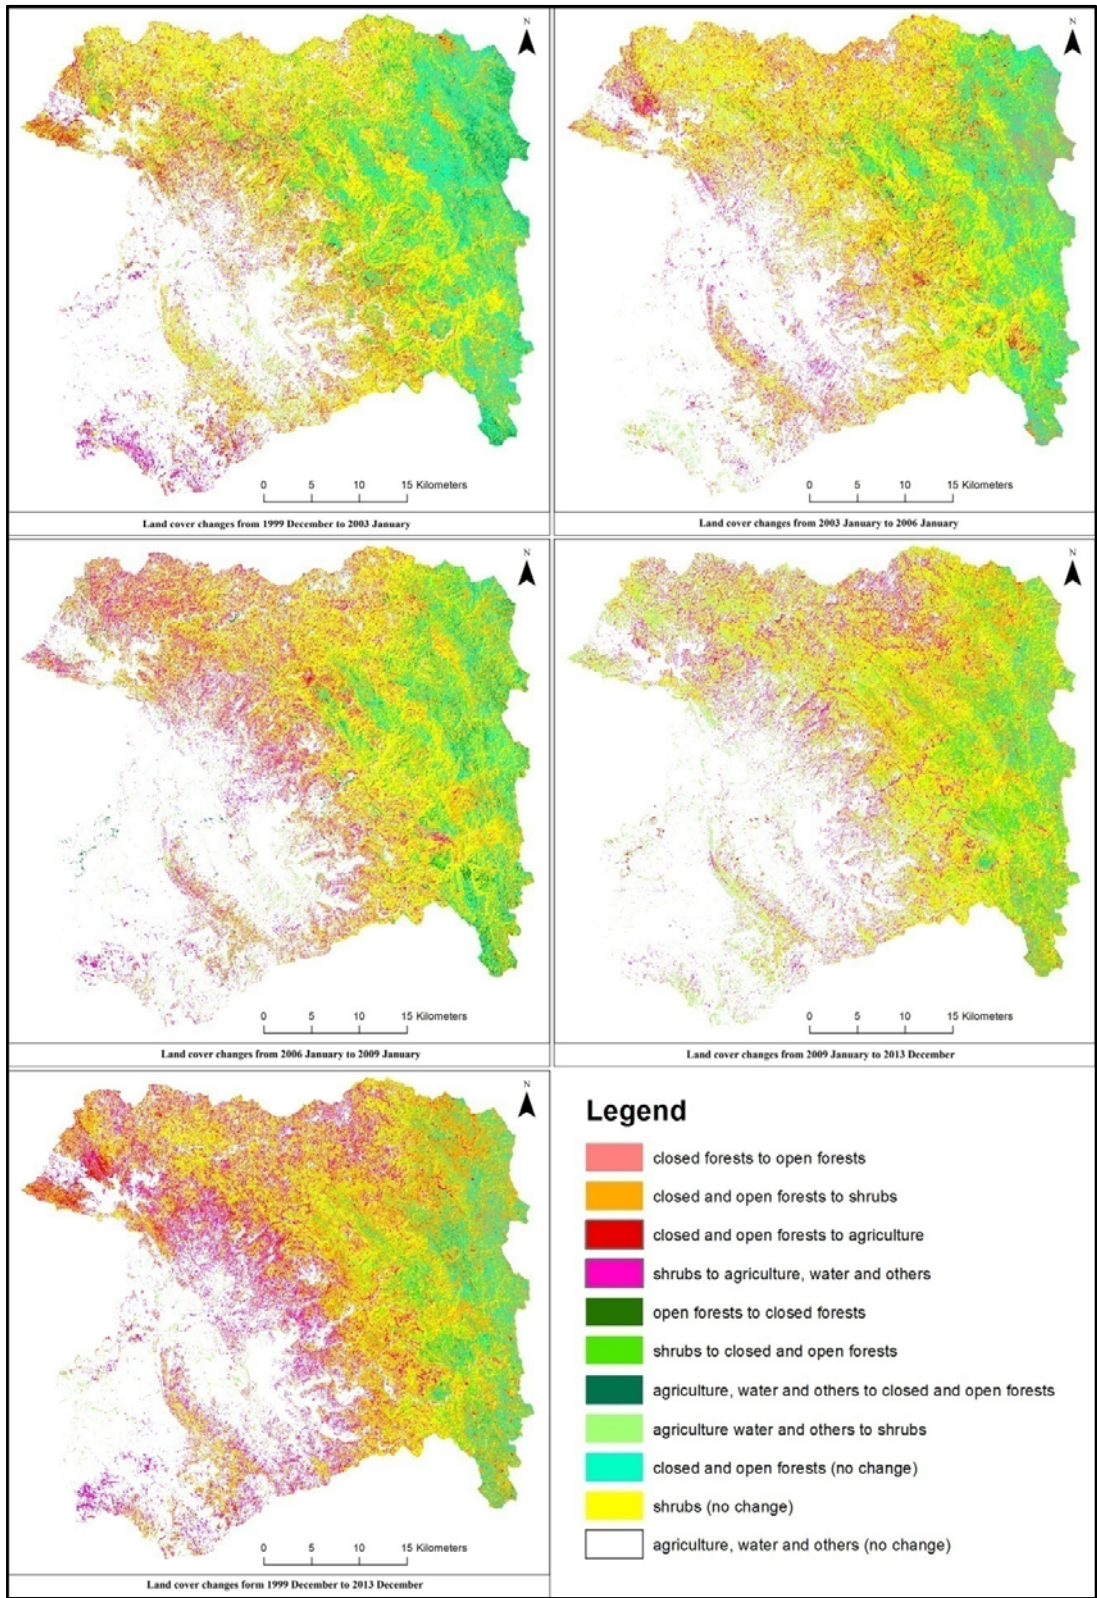 N
0 5 10 15 Kilometers
Land cover changes from 1999 December to 2003 January
N
0 5 10 15 Kilometers
Land cover changes from 2003 January to 2006 January
N
0 5 10 15 Kilometers
Land cover changes from 2006 January to 2009 January
N
0 5 10 15 Kilometers
Land cover changes from 2009 January to 2013 December
N
0 5 10 15 Kilometers
Land cover changes form 1999 December to 2013 December
Legend
closed forests to open forests
closed and open forests to shrubs
closed and open forests to agriculture
shrubs to agriculture, water and others
open forests to closed forests
shrubs to closed and open forests
agriculture, water and others to closed and open forests
agriculture water and others to shrubs
closed and open forests (no change)
shrubs (no change)
agriculture, water and others (no change)